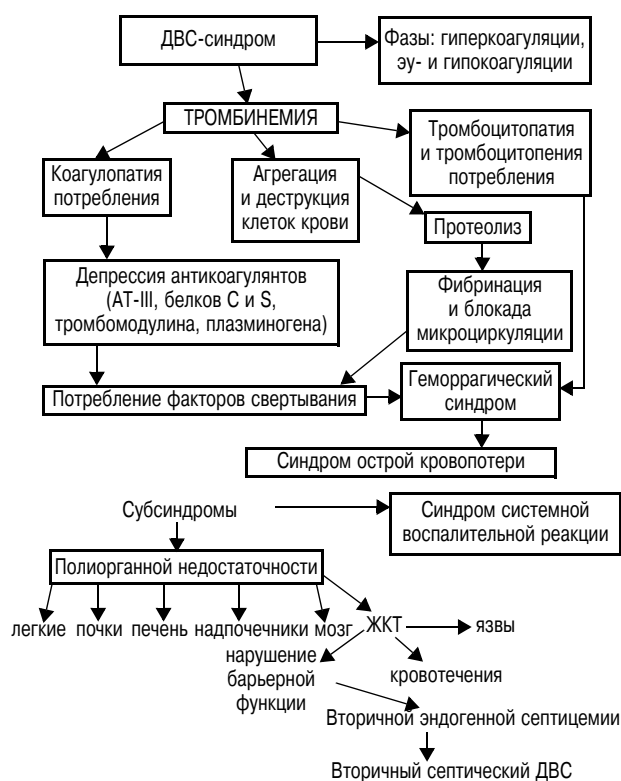 ДВС-синдром
Фазы: гиперкоагуляции,
эу- и гипокоагуляции
ТРОМБИНЕМИЯ
Тромбоцитопатия
и тромбоцитопения
потребления
Коагулопатия
потребления
Агрегация
и деструкция
клеток крови
Протеолиз
Депрессия антикоагулянтов
(АТ-III, белков С и S,
тромбомодулина, плазминогена)
Фибринация
и блокада
микроциркуляции
Потребление факторов свертывания
Геморрагический
синдром
Синдром острой кровопотери
Субсиндромы
Синдром системной
воспалительной реакции
Полиорганной недостаточности
легкие почки печень надпочечники мозг ЖКТ язвы
нарушение
барьерной
функции
кровотечения
Вторичной эндогенной септицемии
Вторичный септический ДВС